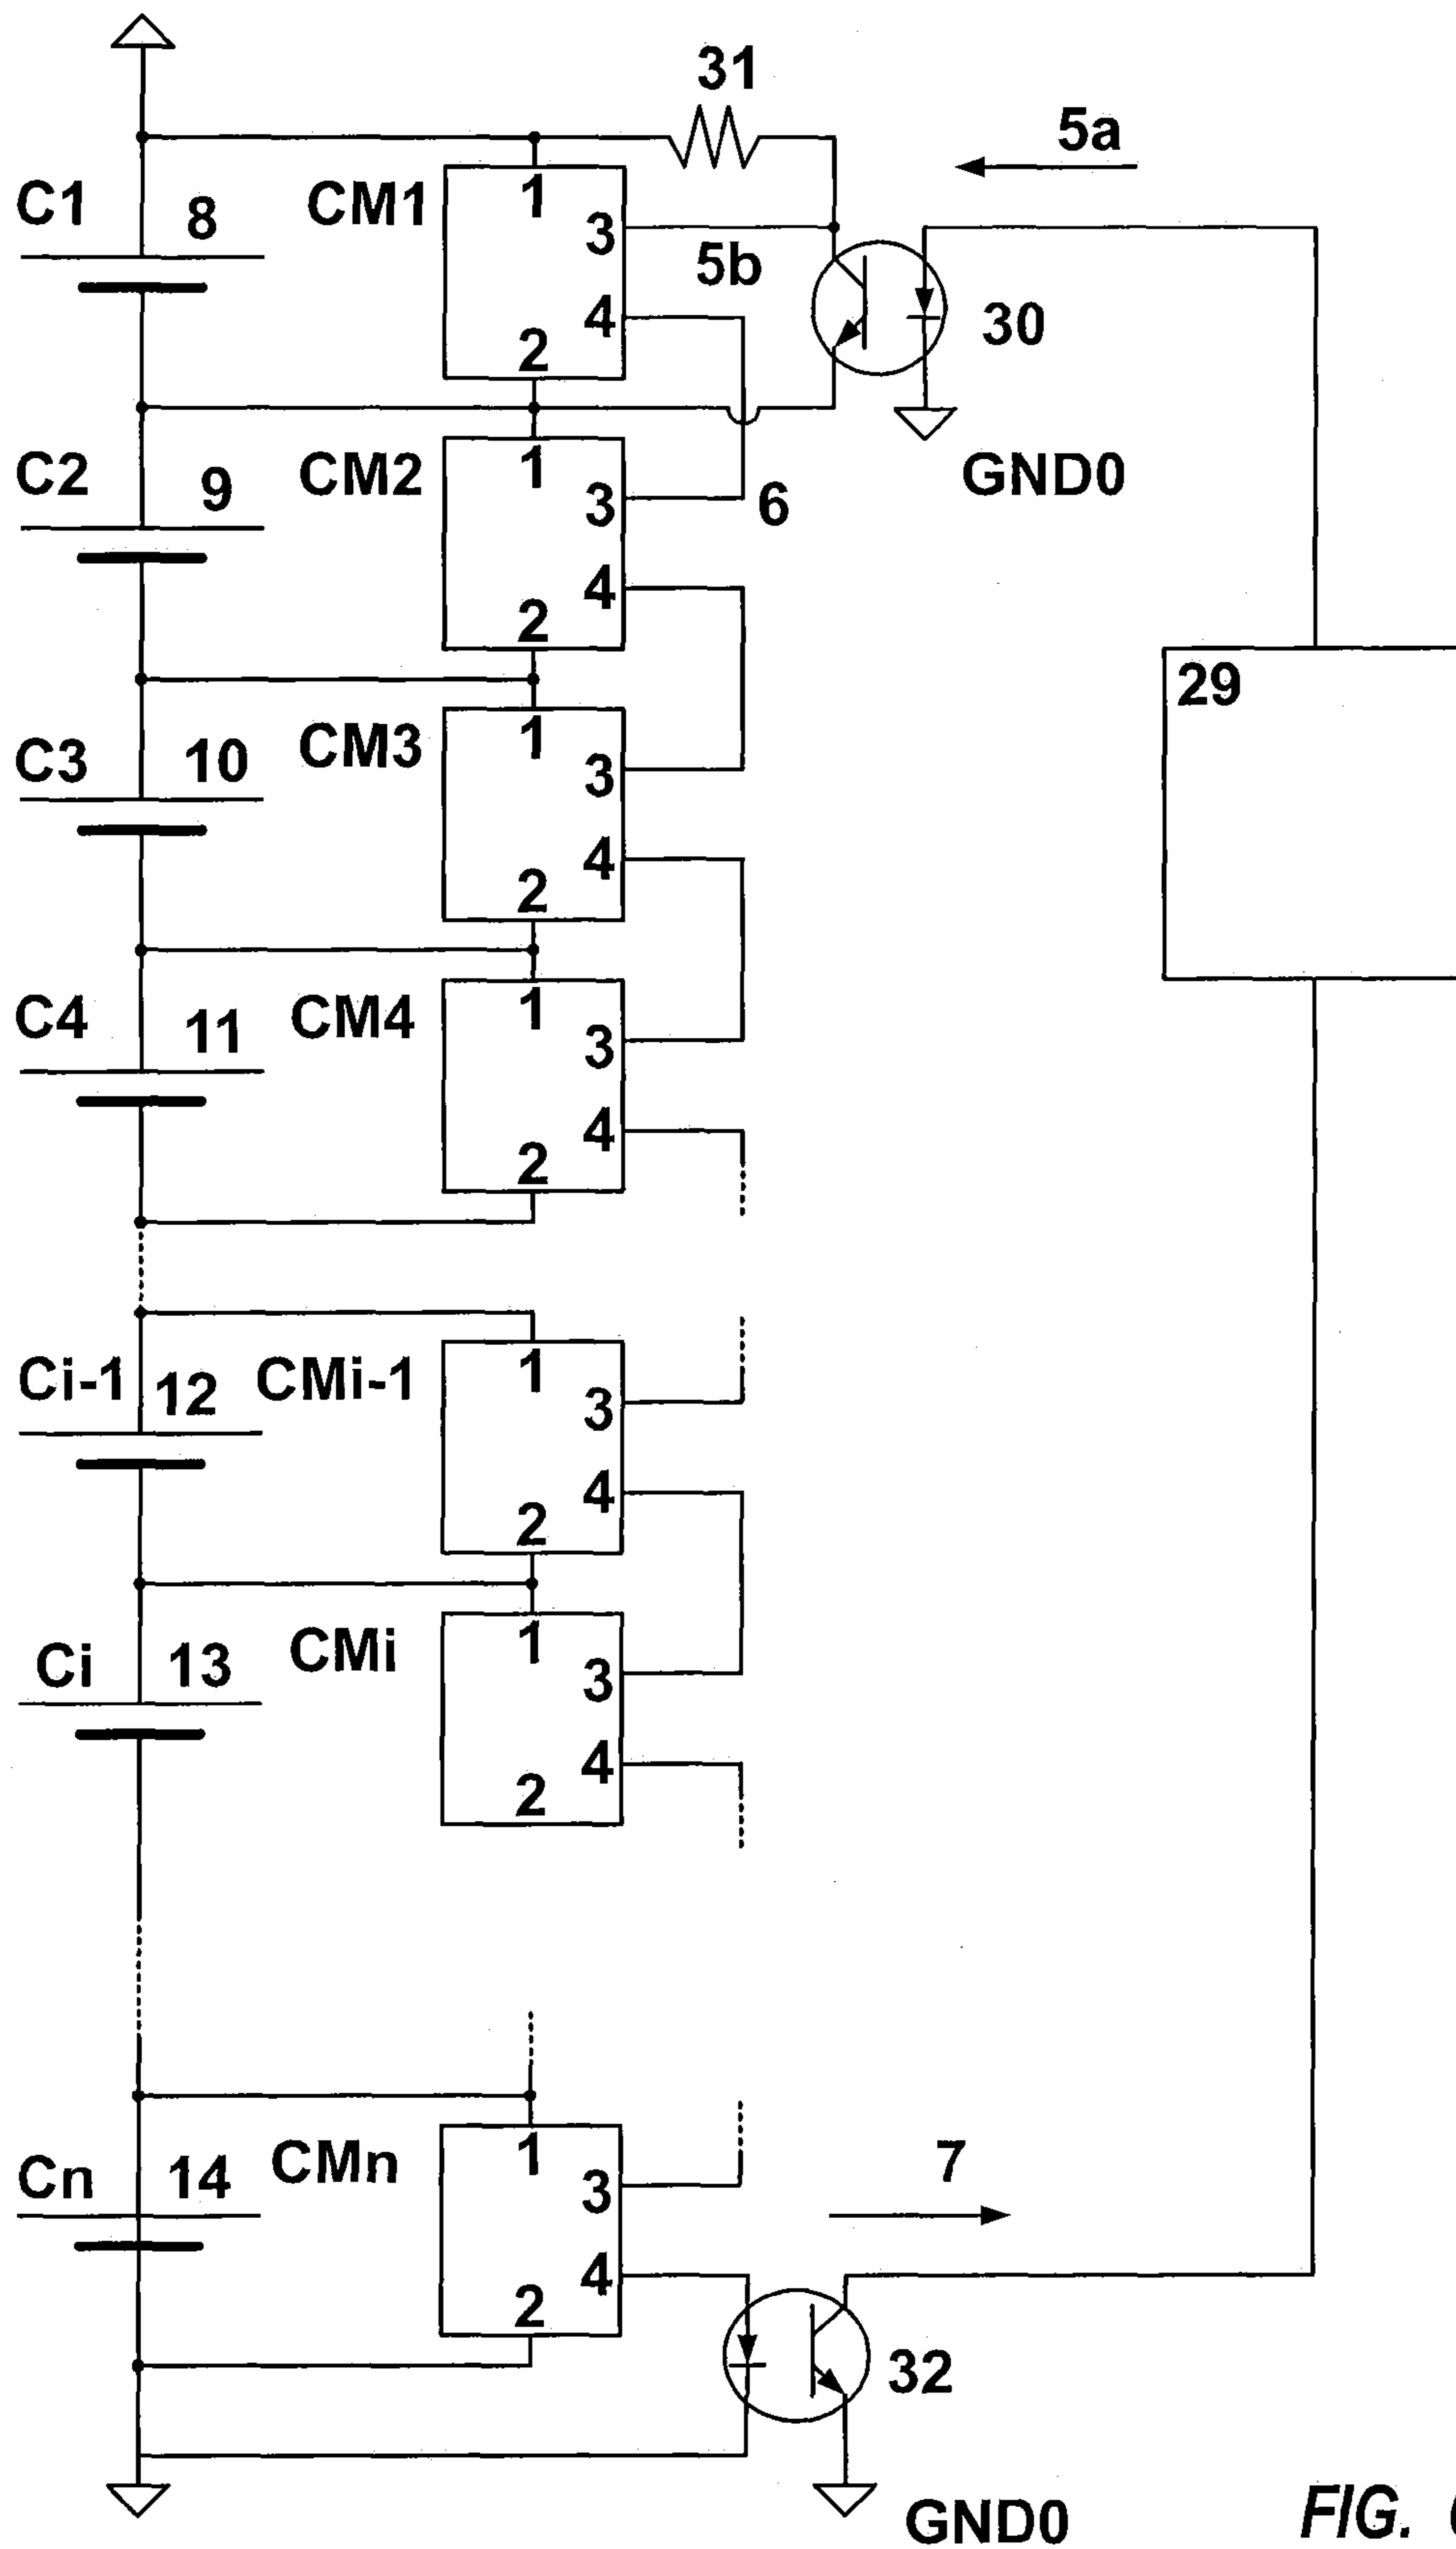 31
5a
C1 8 CM1 1
3
5b
4
2
30
C2 9 CM2 1
3 6
GND0
4
2
29
C3 10 CM3 1
3
4
2
C4 11 CM4 1
3
4
2
Ci-1 12 CMi-1 1
3
4
2
Ci 13 CMi 1
3
4
2
Cn 14 CMn 1
3
7
4
2
32
GND0
FIG.